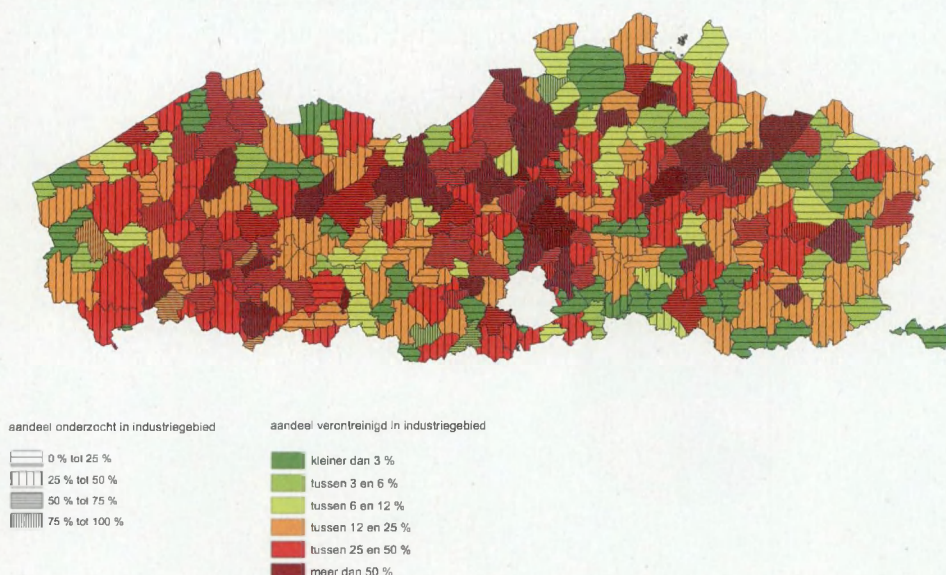 aandeel onderzocht in industriegebied
0 % tot 25 %
25 % tot 50 %
50 % tot 75 %
75 % tot 100 %
aandeel verontreinigd in industriegebied
kleiner dan 3 %
tussen 3 en 6 %
tussen 6 en 12 %
tussen 12 en 25 %
tussen 25 en 50 %
meer dan 50 %